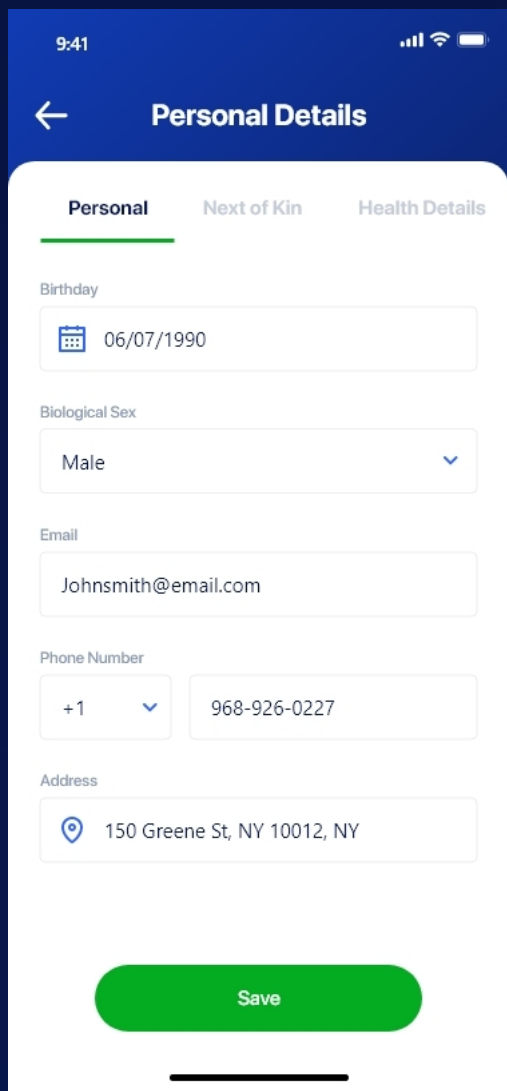 9:41
Personal Details
Personal Next of Kin Health Details
Birthday
06/07/1990
Biological Sex
Male
Email
Johnsmith@email.com
Phone Number
+1 968-926-0227
Address
150 Greene St, NY 10012, NY
Save